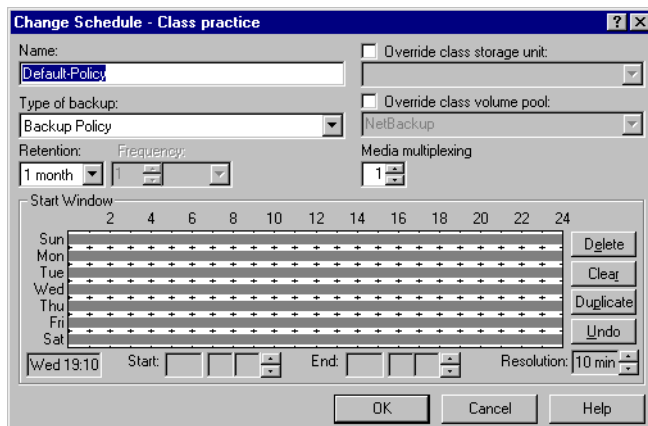 Change Schedule - Class practice
Name:
Default-Policy
Override class storage unit:
Type of backup:
Backup Policy
Override class volume pool:
NetBackup
Retention:
Frequency:
Media multiplexing
1 month
1
1
Start Window
2 4 6 8 10 12 14 16 18 20 22 24
Sun
Mon
Tue
Wed
Thu
Fri
Sat
Delete
Clear
Duplicate
Undo
Wed 19:10
Start:
End:
Resolution:
10 min
OK
Cancel
Help